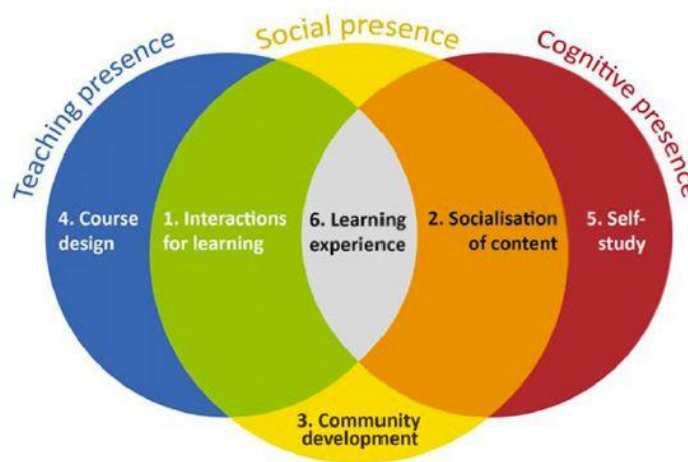 Teaching presence
Social presence
Cognitive presence
4. Course
design
1. Interactions
for learning
6. Learning
experience
2. Socialisation
of content
5. Self-
study
3. Community
development